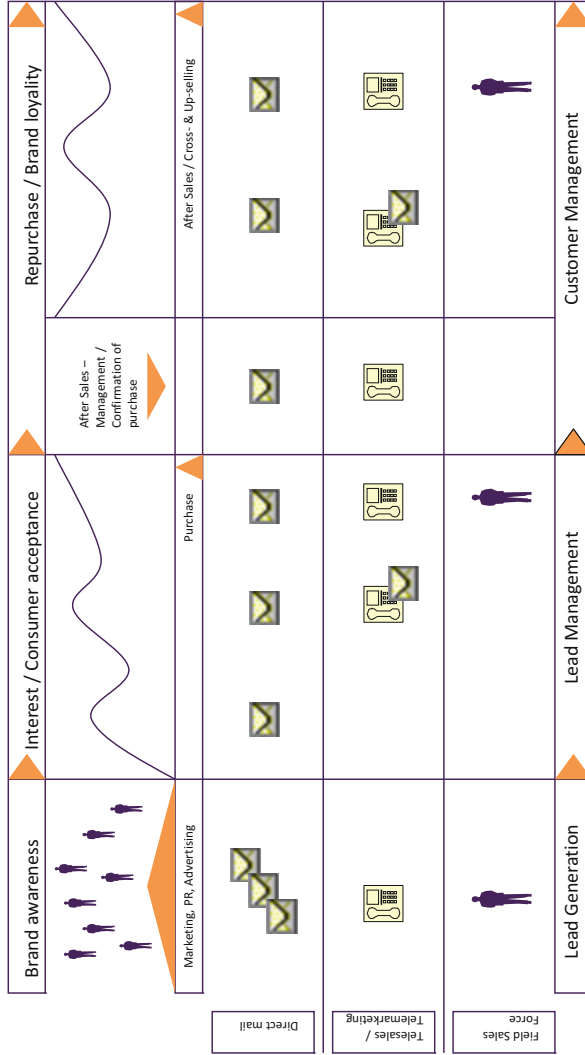 Brand awareness
Interest / Consumer acceptance
Repurchase / Brand loyality
After Sales –
Management /
Confirmation of
purchase
Marketing, PR, Advertising
Purchase
After Sales / Cross- & Up-selling
Direct mail
Telesales /
Telemarketing
Field Sales
Force
Lead Generation
Lead Management
Customer Management